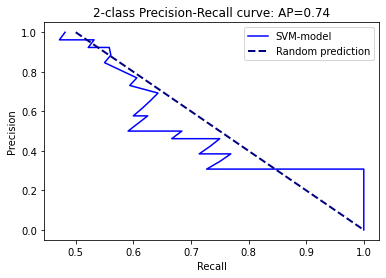 2-class Precision-Recall curve: AP=0.74
SVM-model
Random prediction
Precision
1.0
0.8
0.6
0.4
0.2
0.0
0.5 0.6 0.7 0.8 0.9 1.0
Recall